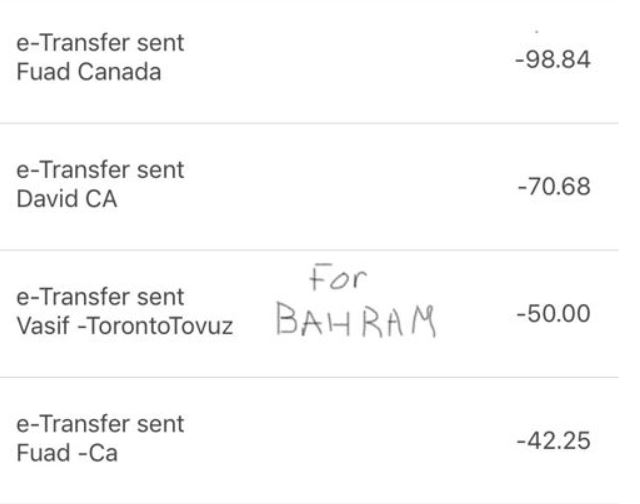 e-Transfer sent
Fuad Canada
-98.84
e-Transfer sent
David CA
-70.68
e-Transfer sent
Vasif -TorontoTovuz
For
BAHRAM
-50.00
e-Transfer sent
Fuad -Ca
-42.25